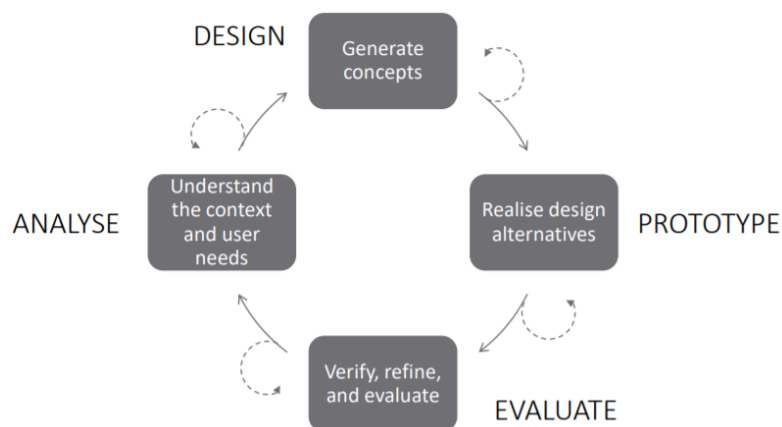 DESIGN
Generate
concepts
ANALYSE
Understand
the context
and user
needs
Realise design
alternatives
PROTOTYPE
Verify, refine,
and evaluate
EVALUATE